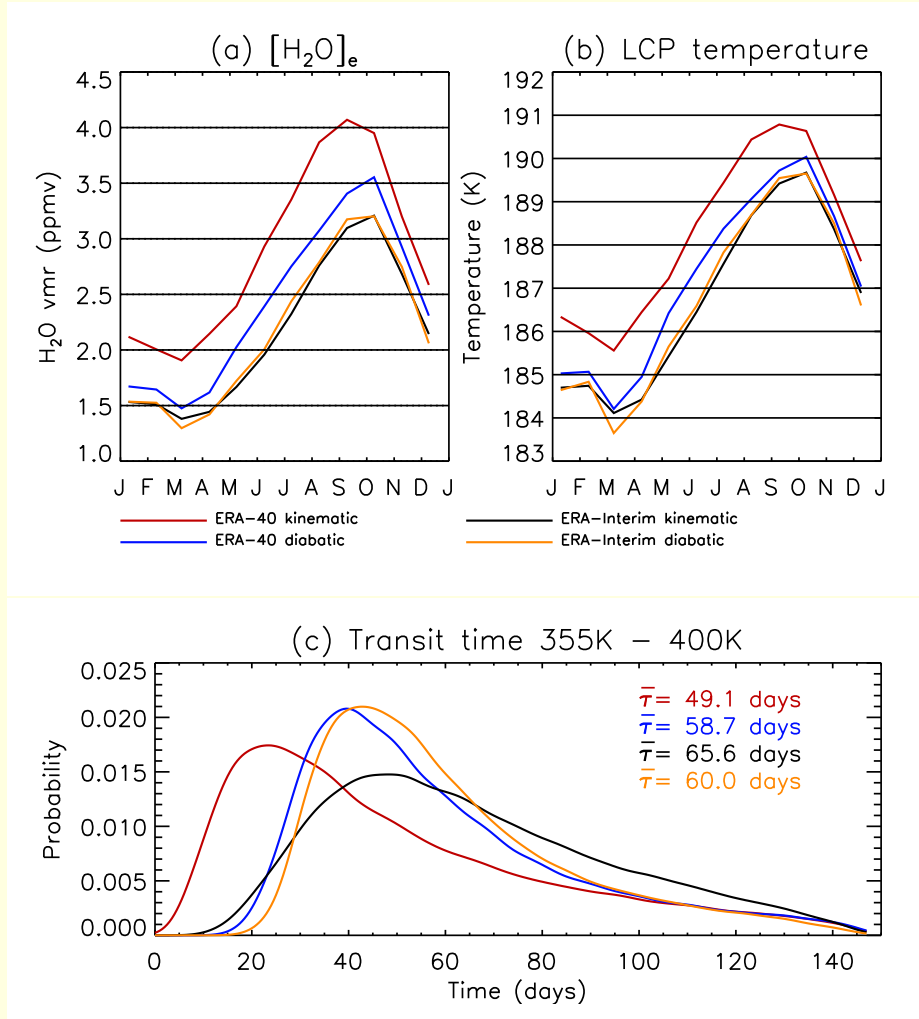 (a) [H₂O]ₑ
4.5
4.0
3.5
3.0
2.5
2.0
1.5
1.0
H₂O vmr (ppmv)
J F M A M J J A S O N D J
(b) LCP temperature
192
191
190
189
188
187
186
185
184
183
Temperature (K)
J F M A M J J A S O N D J
ERA-40 kinematic
ERA-40 diabatic
ERA-Interim kinematic
ERA-Interim diabatic
(c) Transit time 355K - 400K
0.025
0.020
0.015
0.010
0.005
0.000
Probability
τ̄= 49.1 days
τ̄= 58.7 days
τ̄= 65.6 days
τ̄= 60.0 days
0 20 40 60 80 100 120 140
Time (days)